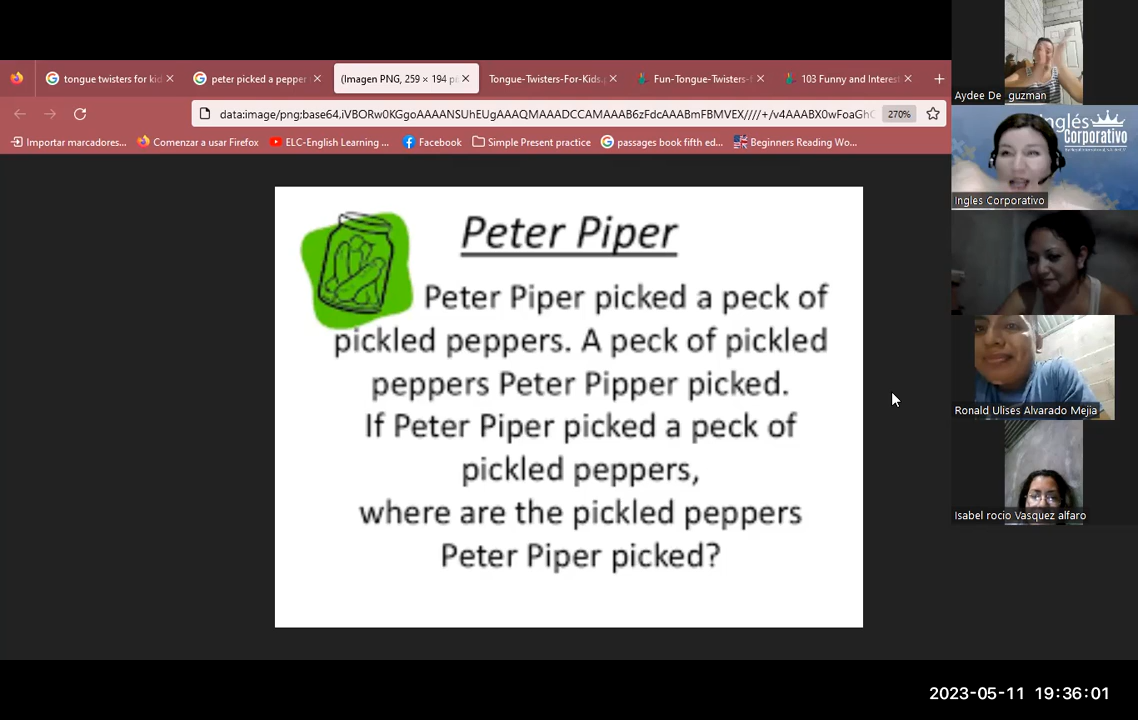 tongue twisters for kid
peter picked a pepper
(Imagen PNG, 259 × 194 p
Tongue-Twisters-For-Kids.
Fun-Tongue-Twisters-
103 Funny and Interes
data:image/png;base64,iVBORw0KGgoAAAANSUhEUgAAAQMAAADCCAMAAAB6zFdcAAABmFBMVEX////+/v4AAABX0wFoaGhC
270%
Importar marcadores...
Comenzar a usar Firefox
ELC-English Learning ...
Facebook
Simple Present practice
passages book fifth ed...
Beginners Reading Wo...
Peter Piper
Peter Piper picked a peck of
pickled peppers. A peck of pickled
peppers Peter Pipper picked.
If Peter Piper picked a peck of
pickled peppers,
where are the pickled peppers
Peter Piper picked?
Aydee De guzman
inglés
Corporativo
Ingles Corporativo
Ronald Ulises Alvarado Mejia
Isabel rocio Vasquez alfaro
2023-05-11 19:36:01